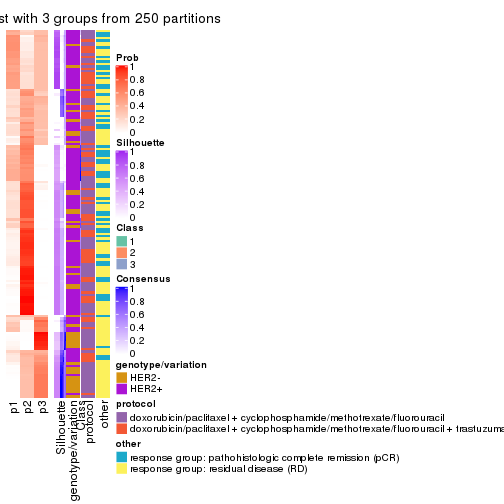 st with 3 groups from 250 partitions
Prob
1
0.8
0.6
0.4
0.2
0
Silhouette
1
0.8
0.6
0.4
0.2
0
Class
1
2
3
Consensus
1
0.8
0.6
0.4
0.2
0
genotype/variation
HER2-
HER2+
protocol
doxorubicin/paclitaxel + cyclophosphamide/methotrexate/fluorouracil
doxorubicin/paclitaxel + cyclophosphamide/methotrexate/fluorouracil + trastuzuma
other
response group: pathohistologic complete remission (pCR)
response group: residual disease (RD)
p1
p2
p3
Silhouette
genotype/variation
Class
protocol
other